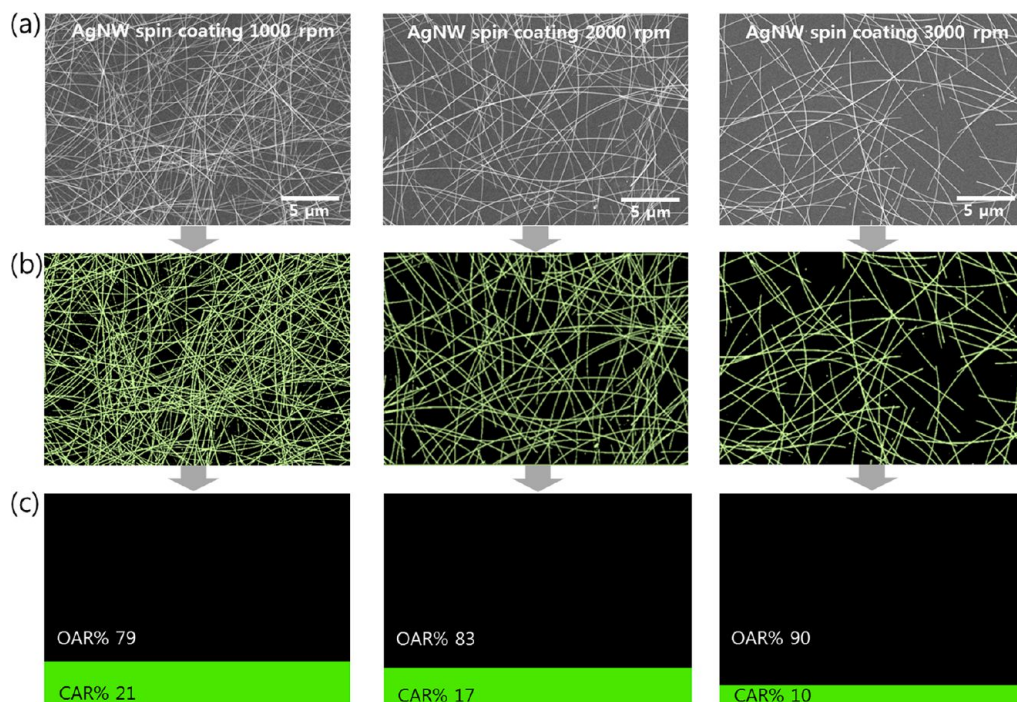 (a)
AgNW spin coating 1000 rpm
AgNW spin coating 2000 rpm
AgNW spin coating 3000 rpm
5 μm
5 μm
5 μm
(b)
(c)
OAR% 79
OAR% 83
OAR% 90
CAR% 21
CAR% 17
CAR% 10